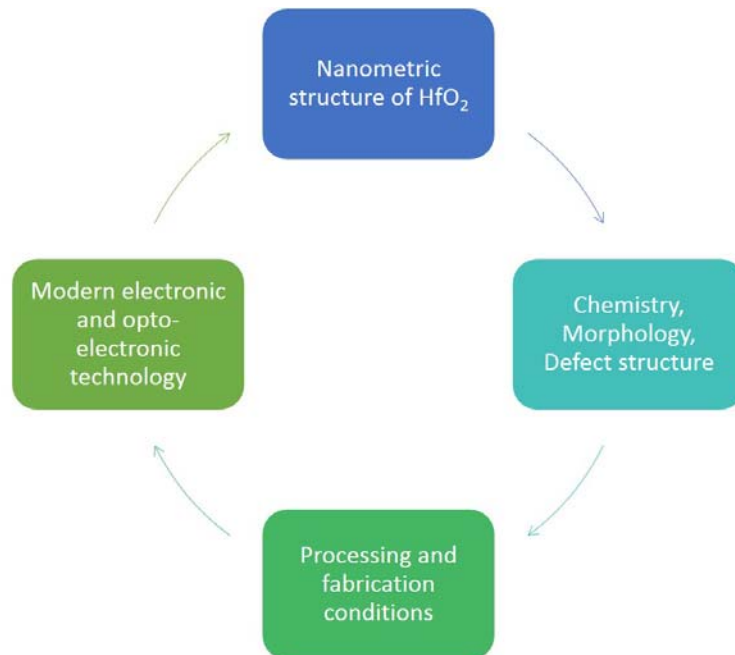 Nanometric
structure of HfO₂
Modern electronic
and opto-
electronic
technology
Chemistry,
Morphology,
Defect structure
Processing and
fabrication
conditions